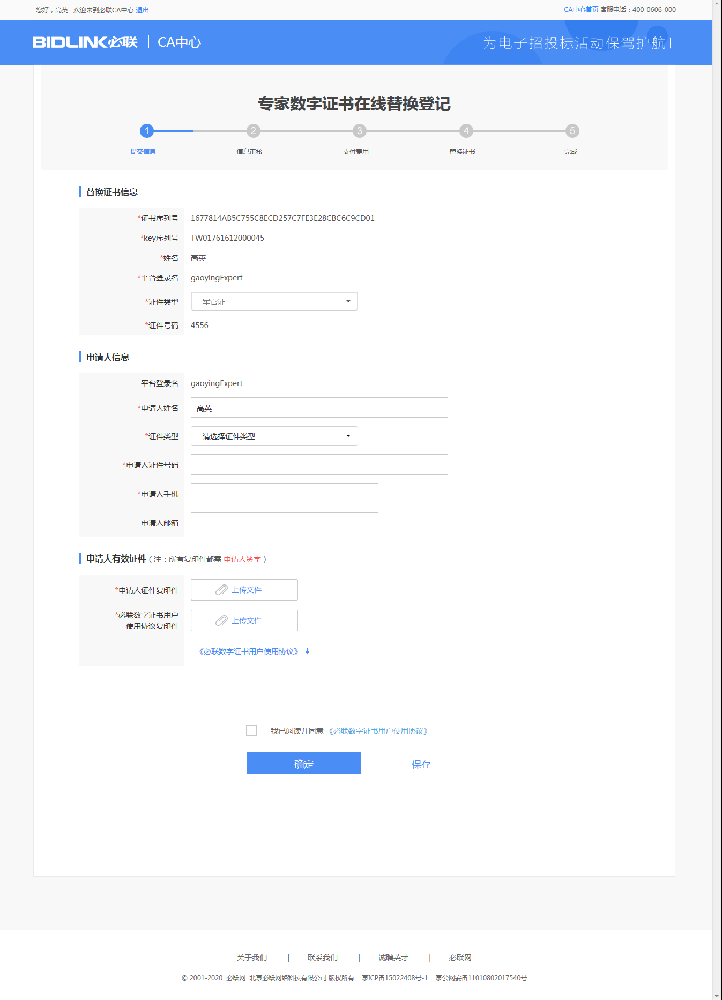 您好，高英 欢迎来到必联CA中心 退出
CA中心首页 客服电话：400-0606-000
BIDLINK必联 CA中心
为电子招投标活动保驾护航！
专家数字证书在线替换登记
1 2 3 4 5
提交信息 信息审核 支付费用 替换证书 完成
替换证书信息
*证书序列号 1677814AB5C755C8ECD257C7FE3E28CBC6C9CD01
*key序列号 TW01761612000045
*姓名 高英
*平台登录名 gaoyingExpert
*证件类型 军官证
*证件号码 4556
申请人信息
平台登录名 gaoyingExpert
*申请人姓名 高英
*证件类型 请选择证件类型
*申请人证件号码
*申请人手机
申请人邮箱
申请人有效证件（注：所有复印件都需 申请人签字 ）
*申请人证件复印件 上传文件
*必联数字证书用户
使用协议复印件 上传文件
《必联数字证书用户使用协议》
我已阅读并同意 《必联数字证书用户使用协议》
确定 保存
关于我们 | 联系我们 | 诚聘英才 | 必联网
© 2001-2020 必联网 北京必联网络科技有限公司 版权所有 京ICP备15022408号-1 京公网安备11010802017540号